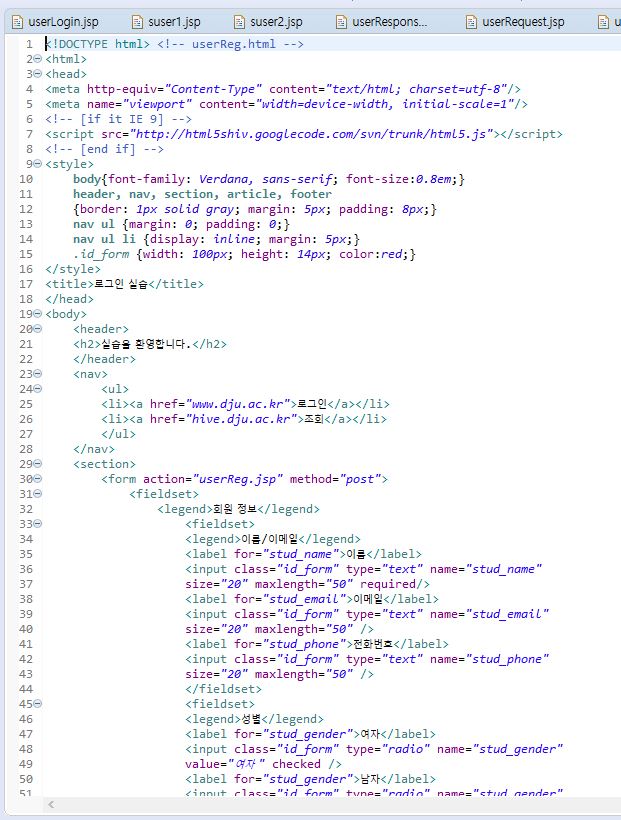 userLogin.jsp suser1.jsp suser2.jsp userRespons... userRequest.jsp u
1 <!DOCTYPE html> <!-- userReg.html -->
2 <html>
3 <head>
4 <meta http-equiv="Content-Type" content="text/html; charset=utf-8"/>
5 <meta name="viewport" content="width=device-width, initial-scale=1"/>
6 <!-- [if it IE 9] -->
7 <script src="http://html5shiv.googlecode.com/svn/trunk/html5.js"></script>
8 <!-- [end if] -->
9 <style>
10 body{font-family: Verdana, sans-serif; font-size:0.8em;}
11 header, nav, section, article, footer
12 {border: 1px solid gray; margin: 5px; padding: 8px;}
13 nav ul {margin: 0; padding: 0;}
14 nav ul li {display: inline; margin: 5px;}
15 .id_form {width: 100px; height: 14px; color:red;}
16 </style>
17 <title>로그인 실습</title>
18 </head>
19 <body>
20 <header>
21 <h2>실습을 환영합니다.</h2>
22 </header>
23 <nav>
24 <ul>
25 <li><a href="www.dju.ac.kr">로그인</a></li>
26 <li><a href="hive.dju.ac.kr">조회</a></li>
27 </ul>
28 </nav>
29 <section>
30 <form action="userReg.jsp" method="post">
31 <fieldset>
32 <legend>회원 정보</legend>
33 <fieldset>
34 <legend>이름/이메일</legend>
35 <label for="stud_name">이름</label>
36 <input class="id_form" type="text" name="stud_name"
37 size="20" maxlength="50" required/>
38 <label for="stud_email">이메일</label>
39 <input class="id_form" type="text" name="stud_email"
40 size="20" maxlength="50" />
41 <label for="stud_phone">전화번호</label>
42 <input class="id_form" type="text" name="stud_phone"
43 size="20" maxlength="50" />
44 </fieldset>
45 <fieldset>
46 <legend>성별</legend>
47 <label for="stud_gender">여자</label>
48 <input class="id_form" type="radio" name="stud_gender"
49 value="여자" checked />
50 <label for="stud_gender">남자</label>
51 <input class="id_form" type="radio" name="stud_gender"